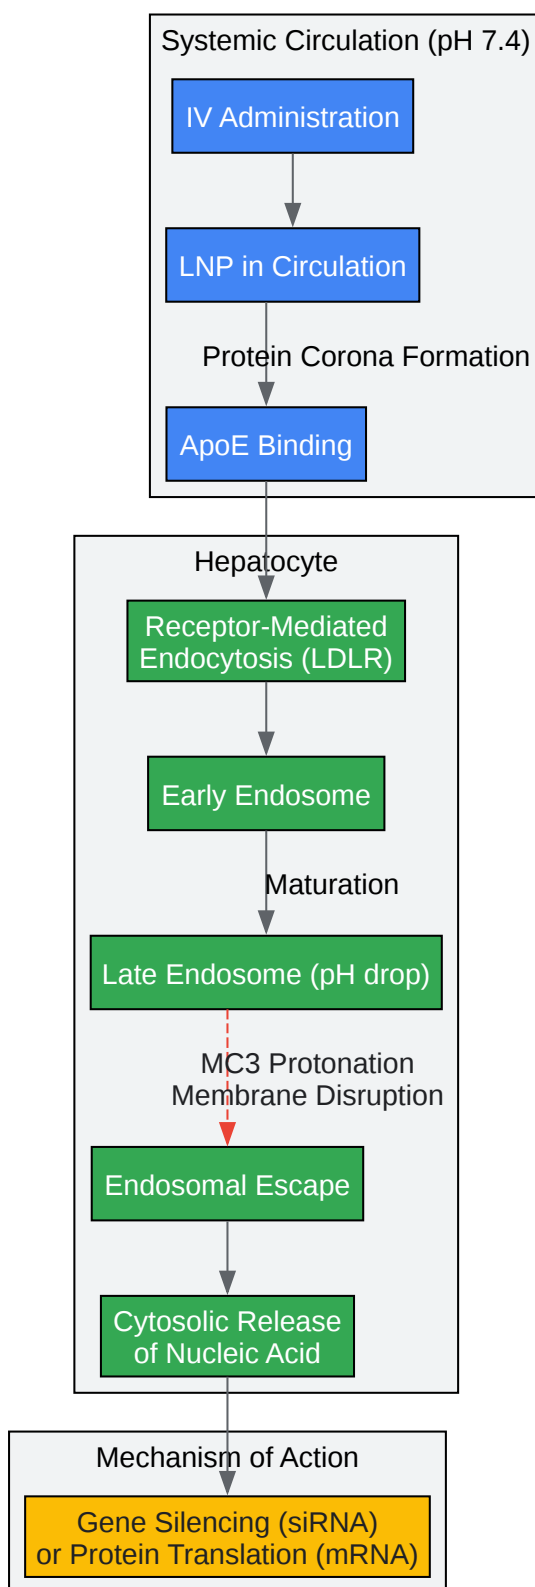 Systemic Circulation (pH 7.4)
IV Administration
LNP in Circulation
Protein Corona Formation
ApoE Binding
Hepatocyte
Receptor-Mediated
Endocytosis (LDLR)
Early Endosome
Maturation
Late Endosome (pH drop)
MC3 Protonation
Membrane Disruption
Endosomal Escape
Cytosolic Release
of Nucleic Acid
Mechanism of Action
Gene Silencing (siRNA)
or Protein Translation (mRNA)